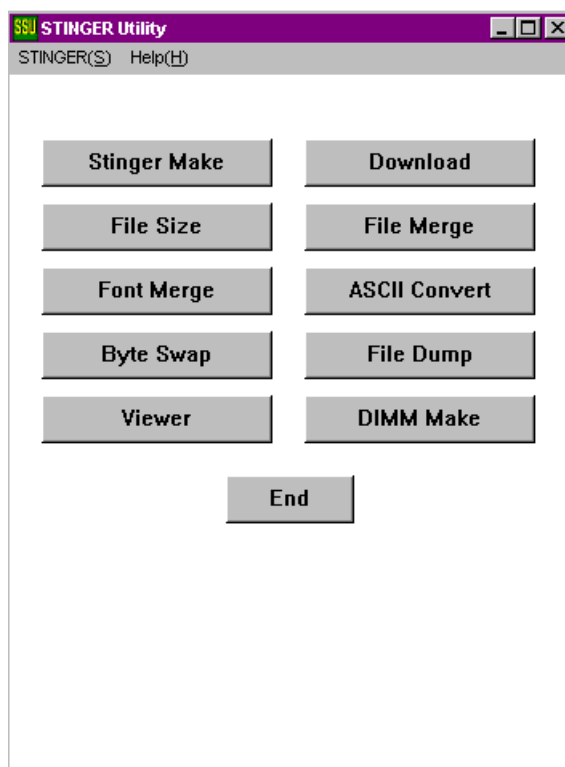 SSU STINGER Utility
STINGER(S) Help(H)
Stinger Make Download
File Size File Merge
Font Merge ASCII Convert
Byte Swap File Dump
Viewer DIMM Make
End